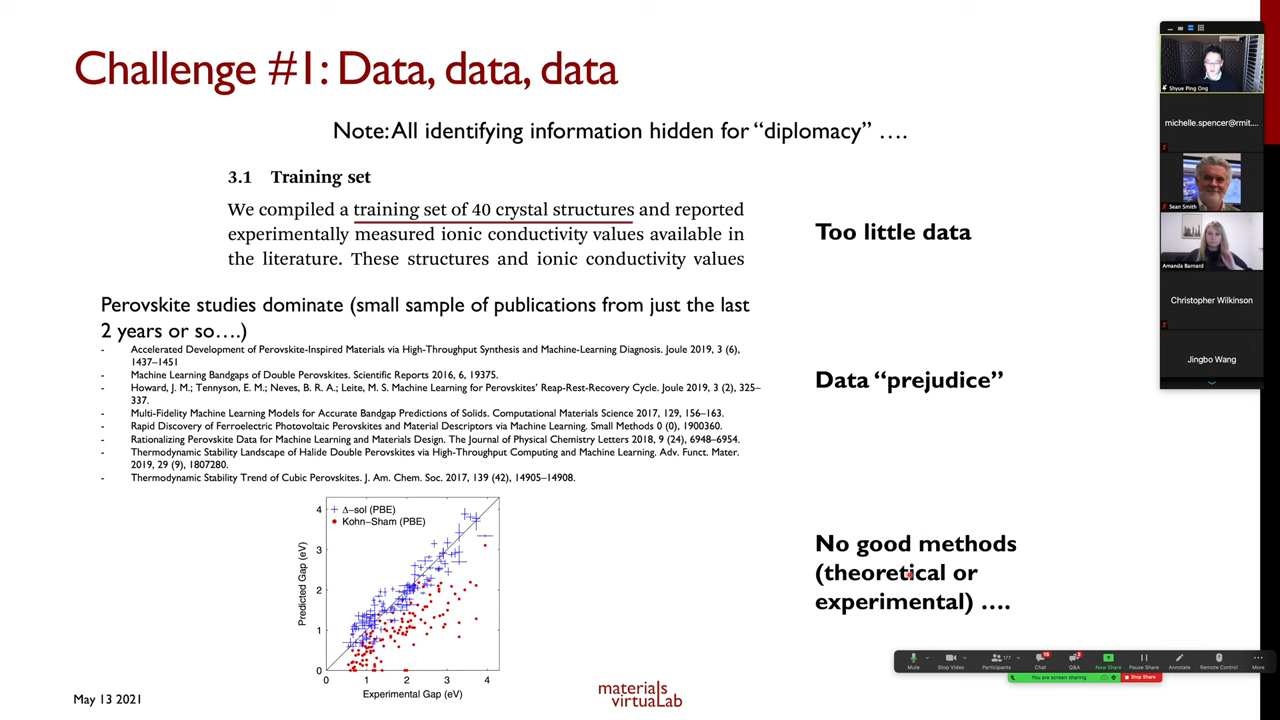 Challenge #1: Data, data, data
Note: All identifying information hidden for “diplomacy” ….
3.1 Training set
We compiled a training set of 40 crystal structures and reported
experimentally measured ionic conductivity values available in
the literature. These structures and ionic conductivity values
Too little data
Perovskite studies dominate (small sample of publications from just the last
2 years or so….)
- Accelerated Development of Perovskite-Inspired Materials via High-Throughput Synthesis and Machine-Learning Diagnosis. Joule 2019, 3 (6),
1437–1451
- Machine Learning Bandgaps of Double Perovskites. Scientific Reports 2016, 6, 19375.
- Howard, J. M.; Tennyson, E. M.; Neves, B. R. A.; Leite, M. S. Machine Learning for Perovskites’ Reap-Rest-Recovery Cycle. Joule 2019, 3 (2), 325–
337.
- Multi-Fidelity Machine Learning Models for Accurate Bandgap Predictions of Solids. Computational Materials Science 2017, 129, 156–163.
- Rapid Discovery of Ferroelectric Photovoltaic Perovskites and Material Descriptors via Machine Learning. Small Methods 0 (0), 1900360.
- Rationalizing Perovskite Data for Machine Learning and Materials Design. The Journal of Physical Chemistry Letters 2018, 9 (24), 6948–6954.
- Thermodynamic Stability Landscape of Halide Double Perovskites via High-Throughput Computing and Machine Learning. Adv. Funct. Mater.
2019, 29 (9), 1807280.
- Thermodynamic Stability Trend of Cubic Perovskites. J. Am. Chem. Soc. 2017, 139 (42), 14905–14908.
Data “prejudice”
Δ−sol (PBE)
Kohn−Sham (PBE)
Predicted Gap (eV)
4
3
2
1
0
0 1 2 3 4
Experimental Gap (eV)
No good methods
(theoretical or
experimental) ….
May 13 2021
materials
virtuaLab
Shyue Ping Ong
michelle.spencer@rmit....
Sean Smith
Amanda Barnard
Christopher Wilkinson
Jingbo Wang
177
Mute Stop Video Participants Chat Q&A New Share Pause Share Annotate Remote Control More
You are screen sharing
Stop Share